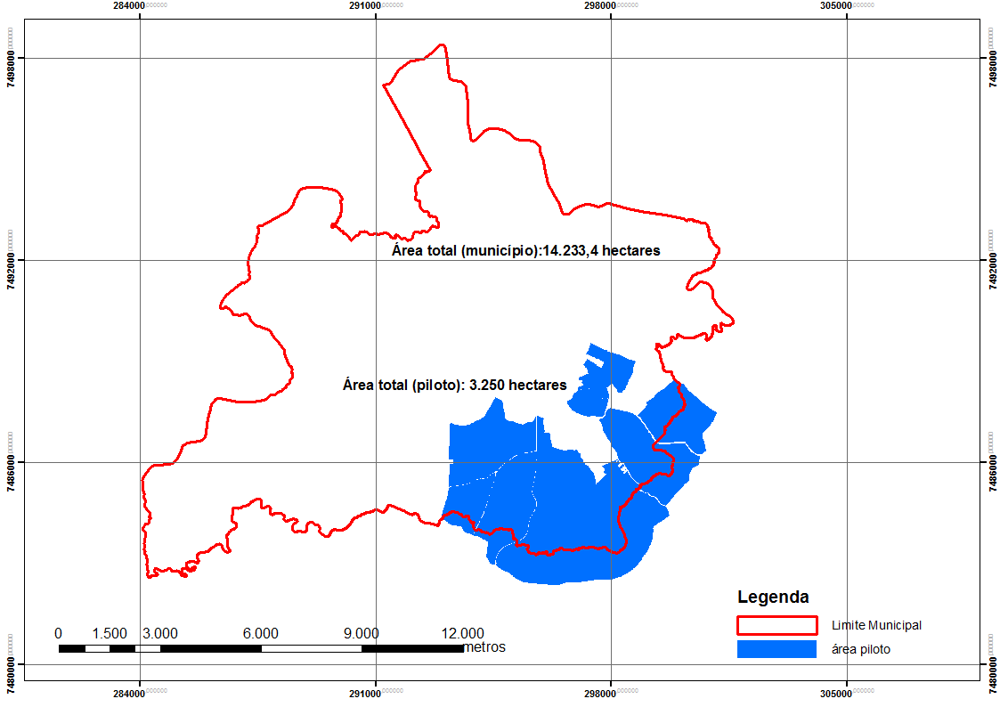 284000 291000 298000 305000
7498000 7498000
Área total (município):14.233,4 hectares
7492000 7492000
Área total (piloto): 3.250 hectares
7486000 7486000
Legenda
Limite Municipal
área piloto
0 1.500 3.000 6.000 9.000 12.000
metros
7480000 7480000
284000 291000 298000 305000